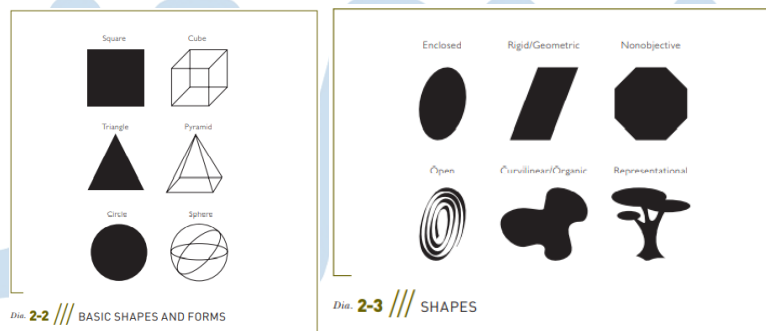 Square Cube
Triangle Pyramid
Circle Sphere
Dia. 2-2 /// BASIC SHAPES AND FORMS
Enclosed Rigid/Geometric Nonobjective
Open Curvilinear/Organic Representational
Dia. 2-3 /// SHAPES